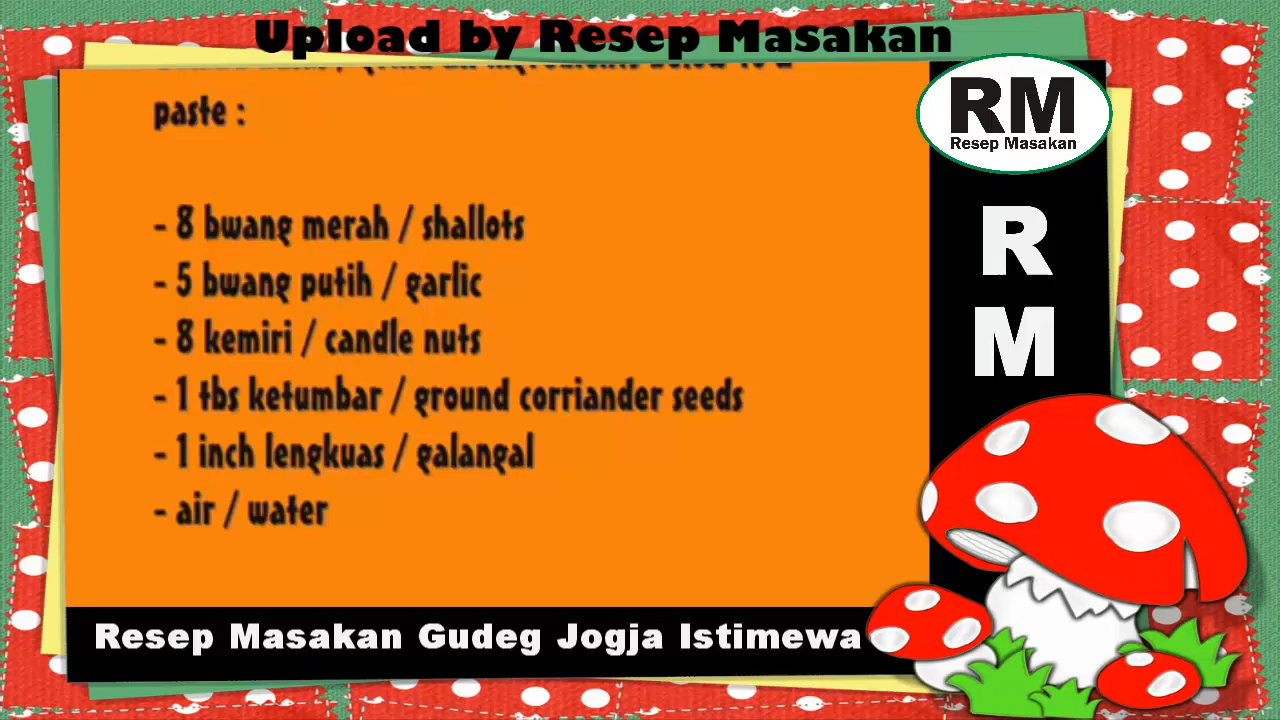 Upload by Resep Masakan
paste :
- 8 bwang merah / shallots
- 5 bwang putih / garlic
- 8 kemiri / candle nuts
- 1 tbs ketumbar / ground corriander seeds
- 1 inch lengkuas / galangal
- air / water
RM
Resep Masakan
R
M
Resep Masakan Gudeg Jogja Istimewa